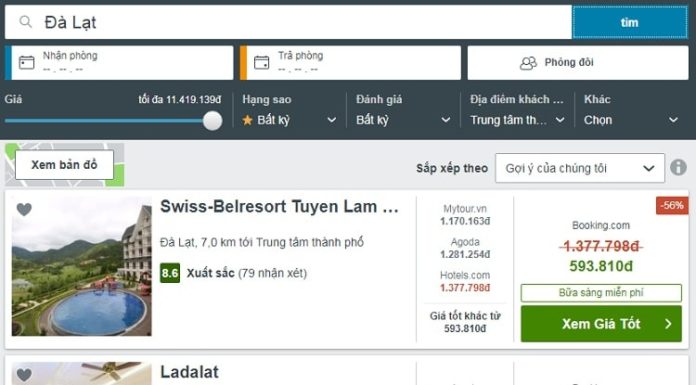 Đà Lạt
tìm
Nhận phòng
-- . -- . --
Trả phòng
-- . -- . --
Phòng đôi
Giá
tối đa 11.419.139đ
Hạng sao
Bất kỳ
Đánh giá
Bất kỳ
Địa điểm khách ...
Trung tâm th...
Khác
Chọn
Xem bản đồ
Sắp xếp theo
Gợi ý của chúng tôi
Swiss-Belresort Tuyen Lam ...
Đà Lạt, 7,0 km tới Trung tâm thành phố
8.6 Xuất sắc (79 nhận xét)
Mytour.vn
1.170.163đ
Agoda
1.281.254đ
Hotels.com
1.377.798đ
Giá tốt khác từ
593.810đ
-56%
Booking.com
1.377.798đ
593.810đ
Bữa sáng miễn phí
Xem Giá Tốt
Ladalat